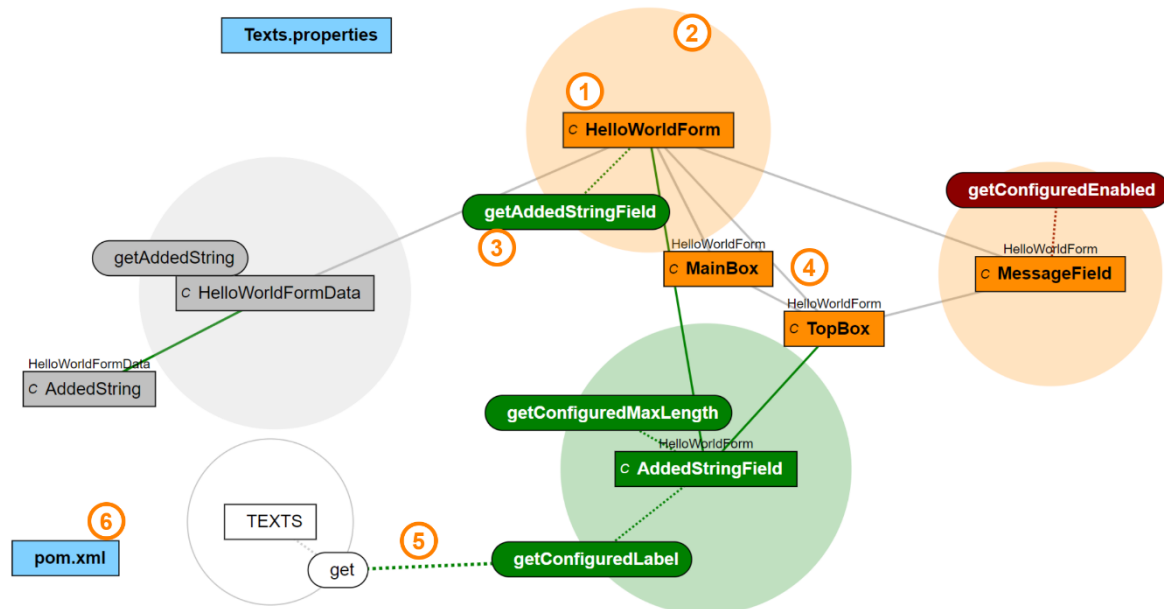 Texts.properties
2
1
C HelloWorldForm
getConfiguredEnabled
getAddedStringField
3
HelloWorldForm
C MainBox
4
HelloWorldForm
C MessageField
getAddedString
C HelloWorldFormData
HelloWorldForm
C TopBox
HelloWorldFormData
C AddedString
getConfiguredMaxLength
HelloWorldForm
C AddedStringField
TEXTS
6
pom.xml
5
get
getConfiguredLabel